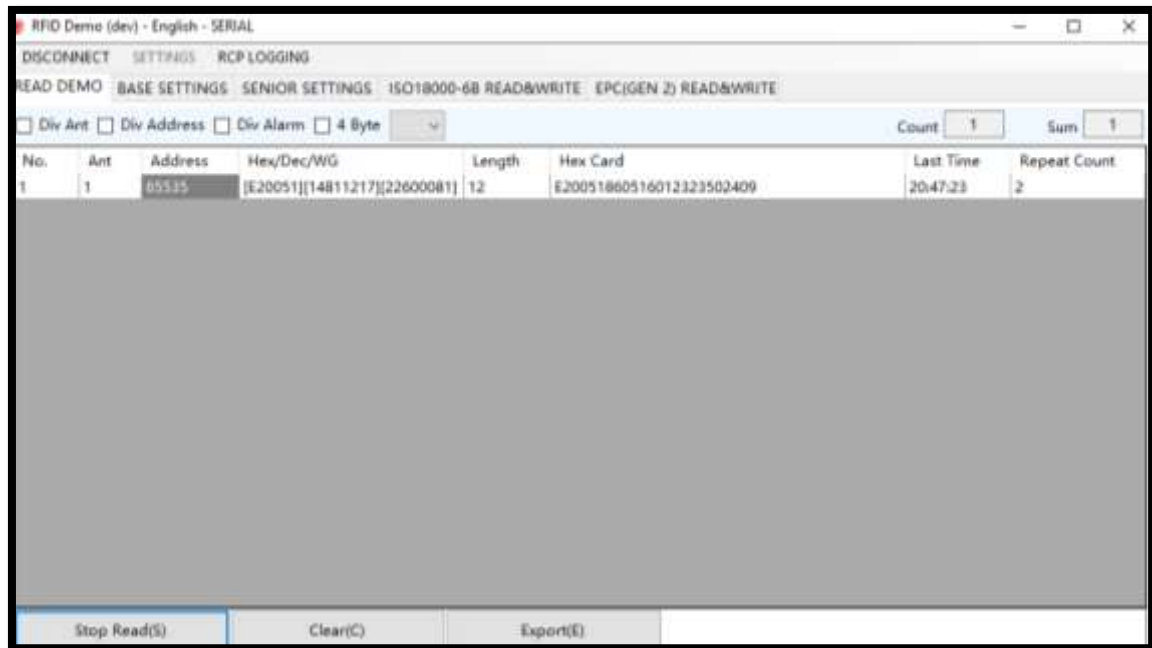 RFID Demo (dev) - English - SERIAL
DISCONNECT SETTINGS RCP LOGGING
READ DEMO BASE SETTINGS SENIOR SETTINGS ISO18000-6B READ&WRITE EPC(GEN 2) READ&WRITE
Div Ant Div Address Div Alarm 4 Byte Count 1 Sum 1
No. Ant Address Hex/Dec/WG Length Hex Card Last Time Repeat Count
1 1 65535 [E20051][14811217][22600081] 12 E20051860516012323502409 20:47:23 2
Stop Read(S) Clear(C) Export(E)